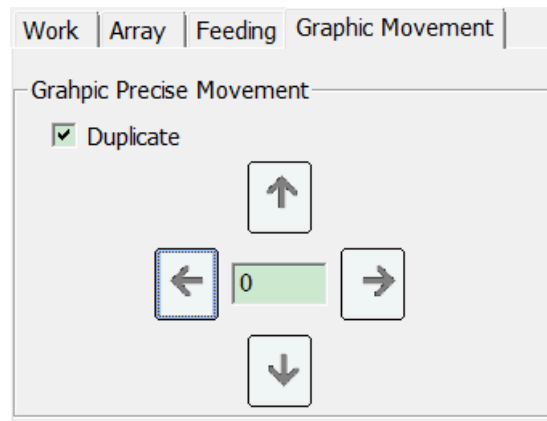 Work Array Feeding Graphic Movement
Grahpic Precise Movement
Duplicate
0